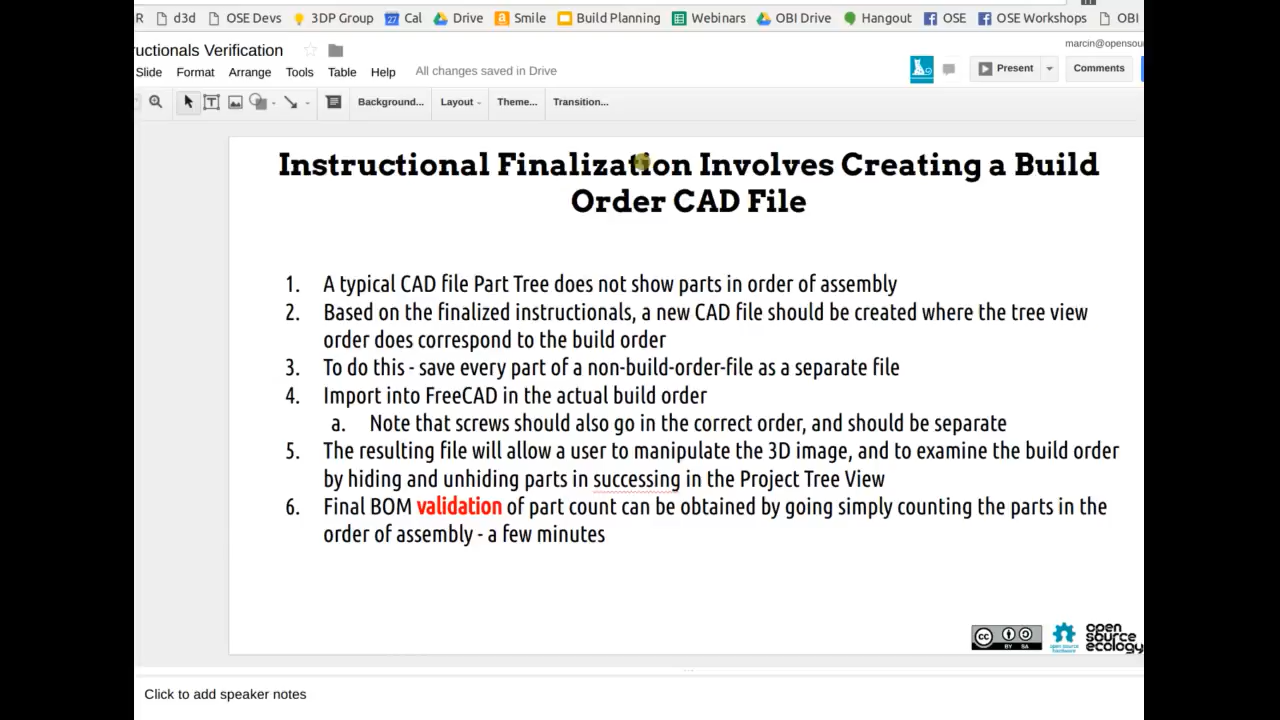 R d3d OSE Devs 3DP Group 27 Cal Drive a Smile Build Planning Webinars OBI Drive Hangout OSE OSE Workshops OBI
uctionals Verification
marcin@opensou
Slide Format Arrange Tools Table Help All changes saved in Drive Present Comments
T Background... Layout Theme... Transition...
Instructional Finalization Involves Creating a Build
Order CAD File
1. A typical CAD file Part Tree does not show parts in order of assembly
2. Based on the finalized instructionals, a new CAD file should be created where the tree view
order does correspond to the build order
3. To do this - save every part of a non-build-order-file as a separate file
4. Import into FreeCAD in the actual build order
a. Note that screws should also go in the correct order, and should be separate
5. The resulting file will allow a user to manipulate the 3D image, and to examine the build order
by hiding and unhiding parts in successing in the Project Tree View
6. Final BOM validation of part count can be obtained by going simply counting the parts in the
order of assembly - a few minutes
cc BY SA open source hardware open source ecology
Click to add speaker notes